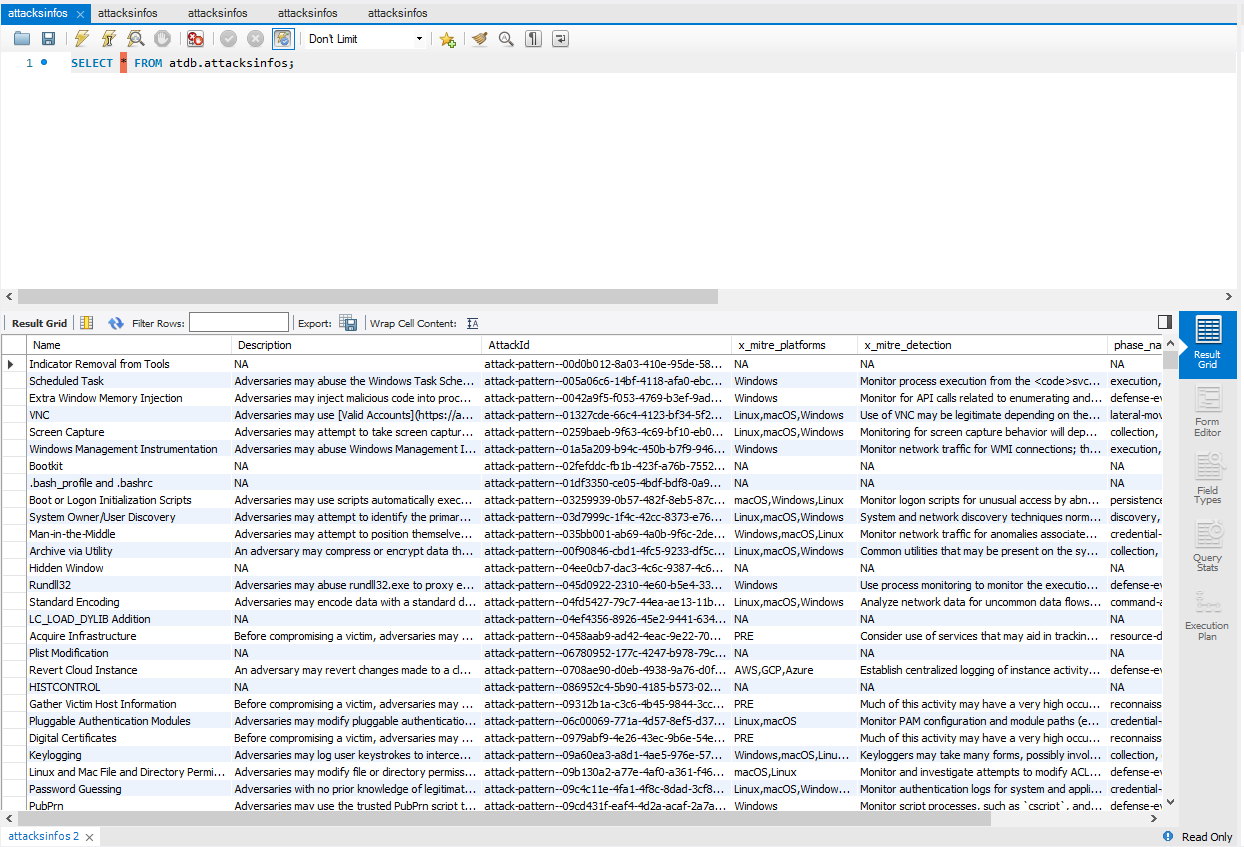 attacksinfos attacksinfos attacksinfos attacksinfos attacksinfos
Don't Limit
1 SELECT * FROM atdb.attacksinfos;
Result Grid Filter Rows: Export: Wrap Cell Content:
Name Description AttackId x_mitre_platforms x_mitre_detection phase_na
Indicator Removal from Tools NA attack-pattern--00d0b012-8a03-410e-95de-58... NA NA NA
Scheduled Task Adversaries may abuse the Windows Task Sche... attack-pattern--005a06c6-14bf-4118-afa0-ebc... Windows Monitor process execution from the <code>svc... execution,
Extra Window Memory Injection Adversaries may inject malicious code into proc... attack-pattern--0042a9f5-f053-4769-b3ef-9ad... Windows Monitor for API calls related to enumerating and... defense-ev
VNC Adversaries may use [Valid Accounts](https://a... attack-pattern--01327cde-66c4-4123-bf34-5f2... Linux,macOS,Windows Use of VNC may be legitimate depending on the... lateral-mov
Screen Capture Adversaries may attempt to take screen captur... attack-pattern--0259baeb-9f63-4c69-bf10-eb0... Linux,macOS,Windows Monitoring for screen capture behavior will dep... collection,
Windows Management Instrumentation Adversaries may abuse Windows Management I... attack-pattern--01a5a209-b94c-450b-b7f9-946... Windows Monitor network traffic for WMI connections; th... execution,
Bootkit NA attack-pattern--02fefddc-fb1b-423f-a76b-7552... NA NA NA
.bash_profile and .bashrc NA attack-pattern--01df3350-ce05-4bdf-bdf8-0a9... NA NA NA
Boot or Logon Initialization Scripts Adversaries may use scripts automatically exec... attack-pattern--03259939-0b57-482f-8eb5-87c... macOS,Windows,Linux Monitor logon scripts for unusual access by abn... persistence
System Owner/User Discovery Adversaries may attempt to identify the primar... attack-pattern--03d7999c-1f4c-42cc-8373-e76... Linux,macOS,Windows System and network discovery techniques norm... discovery,
Man-in-the-Middle Adversaries may attempt to position themselve... attack-pattern--035bb001-ab69-4a0b-9f6c-2de... Windows,macOS,Linux Monitor network traffic for anomalies associate... credential-
Archive via Utility An adversary may compress or encrypt data th... attack-pattern--00f90846-cbd1-4fc5-9233-df5c... Linux,macOS,Windows Common utilities that may be present on the sy... collection,
Hidden Window NA attack-pattern--04ee0cb7-dac3-4c6c-9387-4c6... NA NA NA
Rundll32 Adversaries may abuse rundll32.exe to proxy e... attack-pattern--045d0922-2310-4e60-b5e4-33... Windows Use process monitoring to monitor the executio... defense-ev
Standard Encoding Adversaries may encode data with a standard d... attack-pattern--04fd5427-79c7-44ea-ae13-11b... Linux,macOS,Windows Analyze network data for uncommon data flows... command-a
LC_LOAD_DYLIB Addition NA attack-pattern--04ef4356-8926-45e2-9441-634... NA NA NA
Acquire Infrastructure Before compromising a victim, adversaries may ... attack-pattern--0458aab9-ad42-4eac-9e22-70... PRE Consider use of services that may aid in trackin... resource-d
Plist Modification NA attack-pattern--06780952-177c-4247-b978-79c... NA NA NA
Revert Cloud Instance An adversary may revert changes made to a cl... attack-pattern--0708ae90-d0eb-4938-9a76-d0f... AWS,GCP,Azure Establish centralized logging of instance activity... defense-ev
HISTCONTROL NA attack-pattern--086952c4-5b90-4185-b573-02... NA NA NA
Gather Victim Host Information Before compromising a victim, adversaries may ... attack-pattern--09312b1a-c3c6-4b45-9844-3cc... PRE Much of this activity may have a very high occu... reconnaiss
Pluggable Authentication Modules Adversaries may modify pluggable authenticatio... attack-pattern--06c00069-771a-4d57-8ef5-d37... Linux,macOS Monitor PAM configuration and module paths (e... credential-
Digital Certificates Before compromising a victim, adversaries may ... attack-pattern--0979abf9-4e26-43ec-9b6e-54e... PRE Much of this activity may have a very high occu... reconnaiss
Keylogging Adversaries may log user keystrokes to interce... attack-pattern--09a60ea3-a8d1-4ae5-976e-57... Windows,macOS,Linu... Keyloggers may take many forms, possibly invol... collection,
Linux and Mac File and Directory Permi... Adversaries may modify file or directory permiss... attack-pattern--09b130a2-a77e-4af0-a361-f46... macOS,Linux Monitor and investigate attempts to modify ACL... defense-ev
Password Guessing Adversaries with no prior knowledge of legitimat... attack-pattern--09c4c11e-4fa1-4f8c-8dad-3cf8... Linux,macOS,Window... Monitor authentication logs for system and appli... credential-
PubPrn Adversaries may use the trusted PubPrn script t... attack-pattern--09cd431f-eaf4-4d2a-acaf-2a7a... Windows Monitor script processes, such as `cscript`, and... defense-ev
Result
Grid
Form
Editor
Field
Types
Query
Stats
Execution
Plan
attacksinfos 2 Read Only